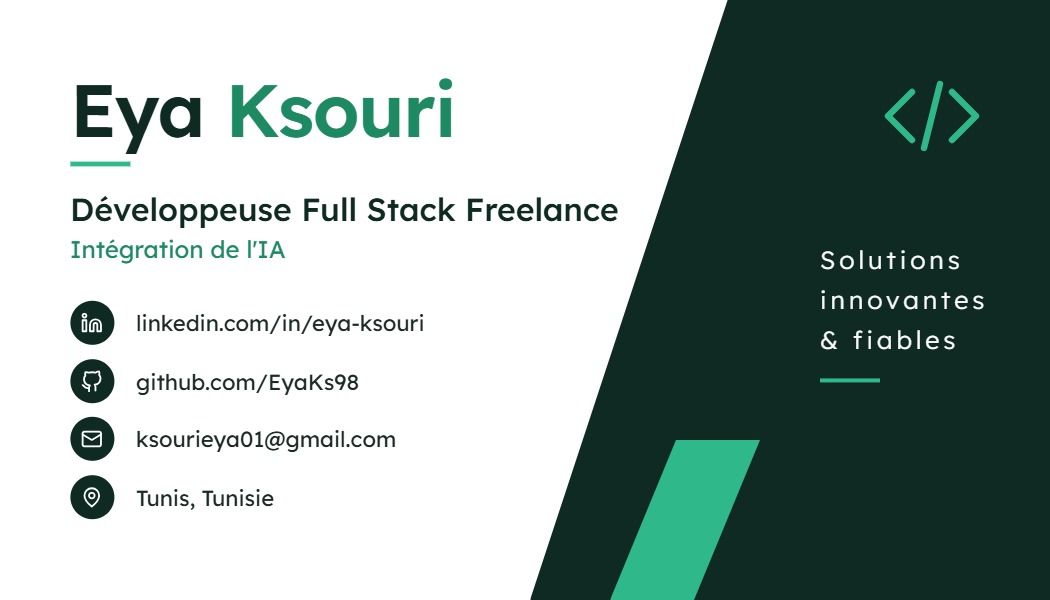 Eya Ksouri
Développeuse Full Stack Freelance
Intégration de l'IA
linkedin.com/in/eya-ksouri
github.com/EyaKs98
ksourieya01@gmail.com
Tunis, Tunisie
</>
Solutions
innovantes
& fiables